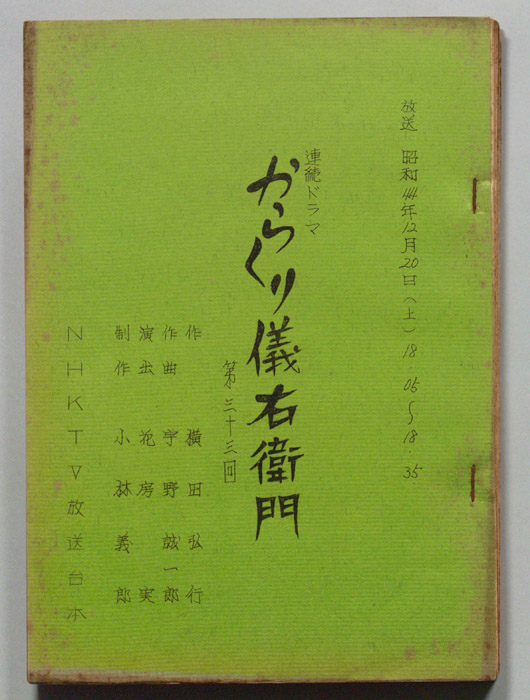 放送 昭和44年12月20日(土) 18 05〜18 35
連続ドラマ
からくり儀右衛門
第三十三回
作 横田弘行
作曲 宇野誠一郎
演出 花房実
制作 小林義郎
NHKTV放送台本